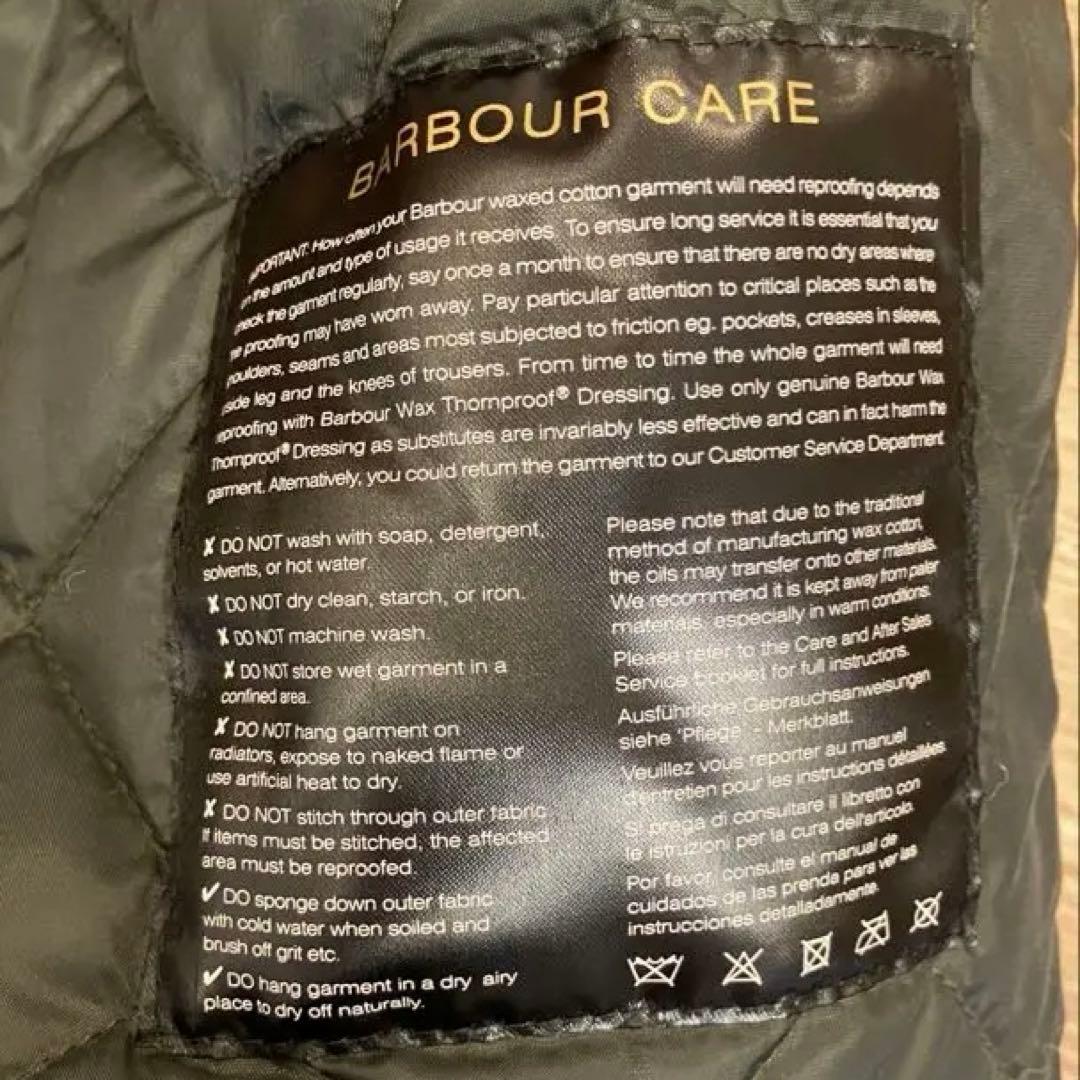 BARBOUR CARE
PORTANT: How often your Barbour waxed cotton garment will need reproofing depends
on the amount and type of usage it receives. To ensure long service it is essential that you
heck the garment regularly, say once a month to ensure that there are no dry areas where
he proofing may have worn away. Pay particular attention to critical places such as the
houlders, seams and areas most subjected to friction eg. pockets, creases in sleeves,
side leg and the knees of trousers. From time to time the whole garment will need
reproofing with Barbour Wax Thornproof® Dressing. Use only genuine Barbour Wax
Thornproof® Dressing as substitutes are invariably less effective and can in fact harm the
garment. Alternatively, you could return the garment to our Customer Service Department
✗ DO NOT wash with soap, detergent,
solvents, or hot water.
✗ DO NOT dry clean, starch, or iron.
✗ DO NOT machine wash.
✗ DO NOT store wet garment in a
confined area.
✗ DO NOT hang garment on
radiators, expose to naked flame or
use artificial heat to dry.
✗ DO NOT stitch through outer fabric
If items must be stitched, the affected
area must be reproofed.
✓ DO sponge down outer fabric
with cold water when soiled and
brush off grit etc.
✓ DO hang garment in a dry airy
place to dry off naturally.
Please note that due to the traditional
method of manufacturing wax cotton,
the oils may transfer onto other materials.
We recommend it is kept away from paler
materials, especially in warm conditions.
Please refer to the Care and After Sales
Service booklet for full instructions.
Ausführliche Gebrauchsanweisungen
siehe 'Pflege' - Merkblatt.
Veuillez vous reporter au manuel
d'entretien pour les instructions détaillées
Si prega di consultare il libretto con
le istruzioni per la cura dell'articolo.
Por favor, consulte el manual de
cuidados de las prenda para ver las
instrucciones detalladamente.